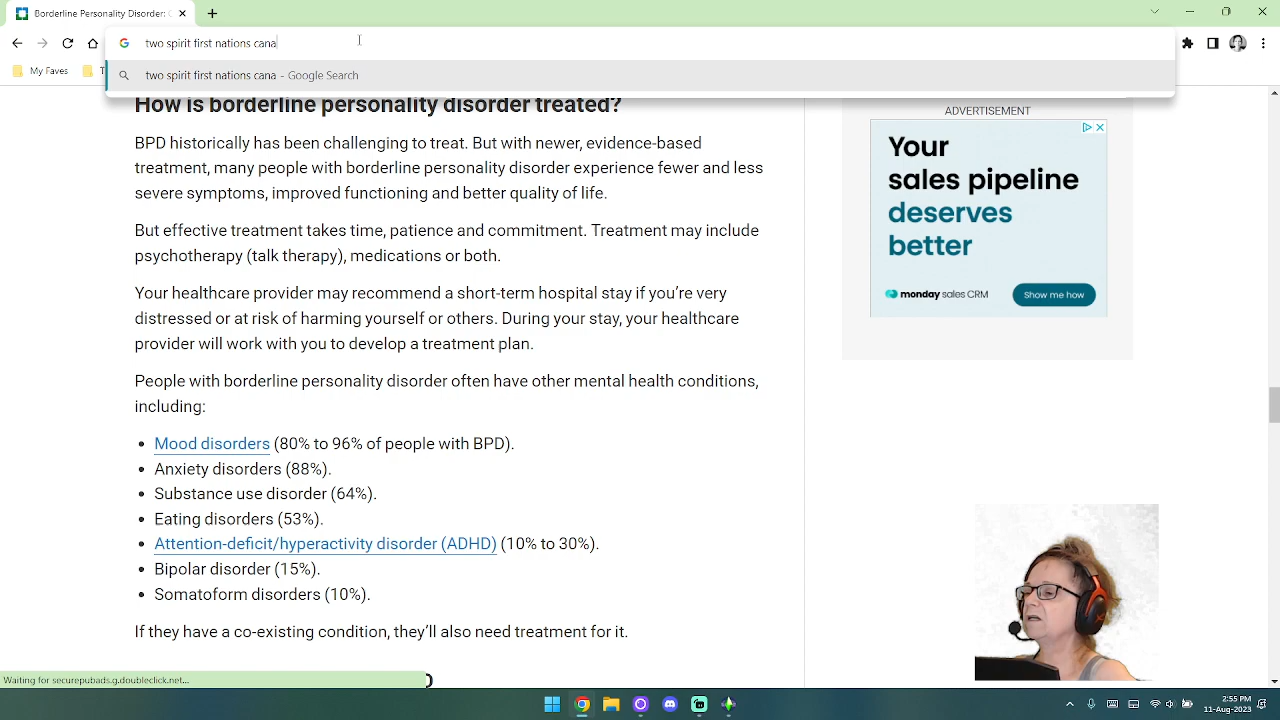 Borderline Personality Disorder (
two spirit first nations cana
two spirit first nations cana - Google Search
My Faves
How is borderline personality disorder treated?
BPD historically has been challenging to treat. But with newer, evidence-based
treatment, many people with borderline personality disorder experience fewer and less
severe symptoms, improved functioning and better quality of life.
But effective treatment takes time, patience and commitment. Treatment may include
psychotherapy (talk therapy), medications or both.
Your healthcare provider may recommend a short-term hospital stay if you’re very
distressed or at risk of harming yourself or others. During your stay, your healthcare
provider will work with you to develop a treatment plan.
People with borderline personality disorder often have other mental health conditions,
including:
• Mood disorders (80% to 96% of people with BPD).
• Anxiety disorders (88%).
• Substance use disorder (64%).
• Eating disorders (53%).
• Attention-deficit/hyperactivity disorder (ADHD) (10% to 30%).
• Bipolar disorder (15%).
• Somatoform disorders (10%).
If they have a co-existing condition, they’ll also need treatment for it.
ADVERTISEMENT
Your
sales pipeline
deserves
better
monday sales CRM
Show me how
Waiting for securepubads.g.doubleclick.net...
2:55 PM
11-Aug-2023